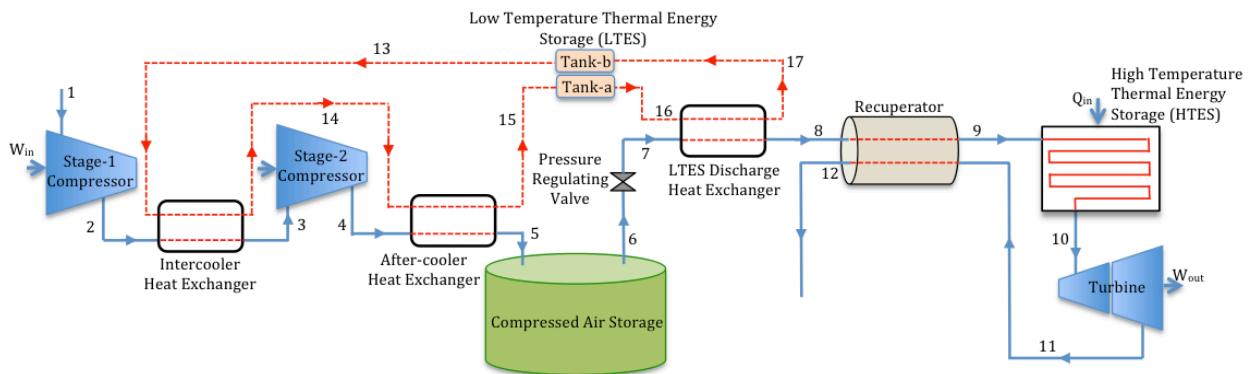 Low Temperature Thermal Energy
Storage (LTES)
13
Tank-b
17
Tank-a
1
14
15
16
High Temperature
Thermal Energy
Storage (HTES)
Qin
Recuperator
Win
Stage-1
Compressor
Stage-2
Compressor
7
8
9
12
Pressure
Regulating
Valve
LTES Discharge
Heat Exchanger
2
3
4
5
6
10
Intercooler
Heat Exchanger
After-cooler
Heat Exchanger
Turbine
Wout
Compressed Air Storage
11